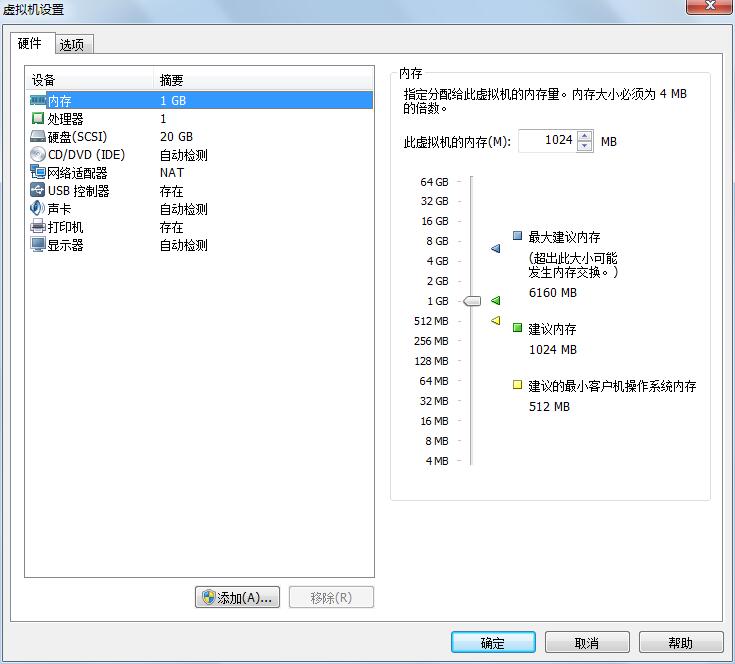 虚拟机设置
硬件 选项
设备 摘要
内存 1 GB
处理器 1
硬盘(SCSI) 20 GB
CD/DVD (IDE) 自动检测
网络适配器 NAT
USB 控制器 存在
声卡 自动检测
打印机 存在
显示器 自动检测
添加(A)... 移除(R)
内存
指定分配给此虚拟机的内存量。内存大小必须为 4 MB
的倍数。
此虚拟机的内存(M): 1024 MB
64 GB
32 GB
16 GB
8 GB
4 GB
2 GB
1 GB
512 MB
256 MB
128 MB
64 MB
32 MB
16 MB
8 MB
4 MB
最大建议内存
(超出此大小可能
发生内存交换。)
6160 MB
建议内存
1024 MB
建议的最小客户机操作系统内存
512 MB
确定 取消 帮助